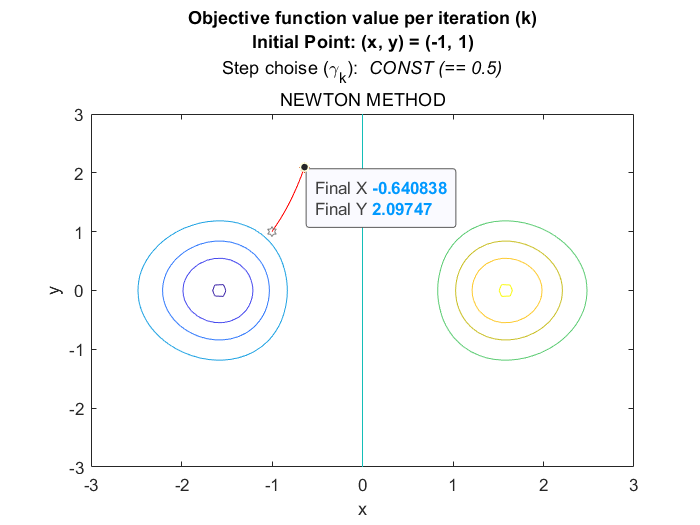 Objective function value per iteration (k)
Initial Point: (x, y) = (-1, 1)
Step choise (γk): CONST (== 0.5)
NEWTON METHOD
3
2
1
0
-1
-2
-3
y
Final X -0.640838
Final Y 2.09747
-3 -2 -1 0 1 2 3
x